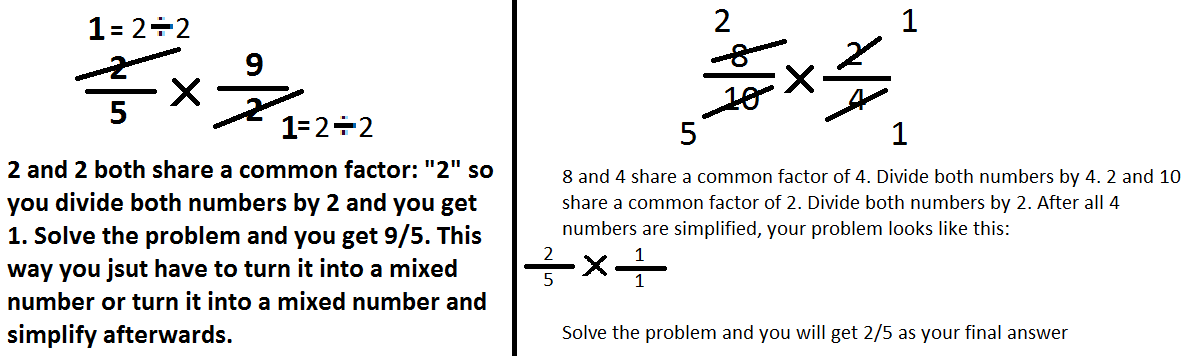 1= 2÷2
2 × 9
5 2
1=2÷2
2 and 2 both share a common factor: "2" so
you divide both numbers by 2 and you get
1. Solve the problem and you get 9/5. This
way you jsut have to turn it into a mixed
number or turn it into a mixed number and
simplify afterwards.
2 1
8 × 2
10 4
5 1
8 and 4 share a common factor of 4. Divide both numbers by 4. 2 and 10
share a common factor of 2. Divide both numbers by 2. After all 4
numbers are simplified, your problem looks like this:
2 × 1
5 1
Solve the problem and you will get 2/5 as your final answer